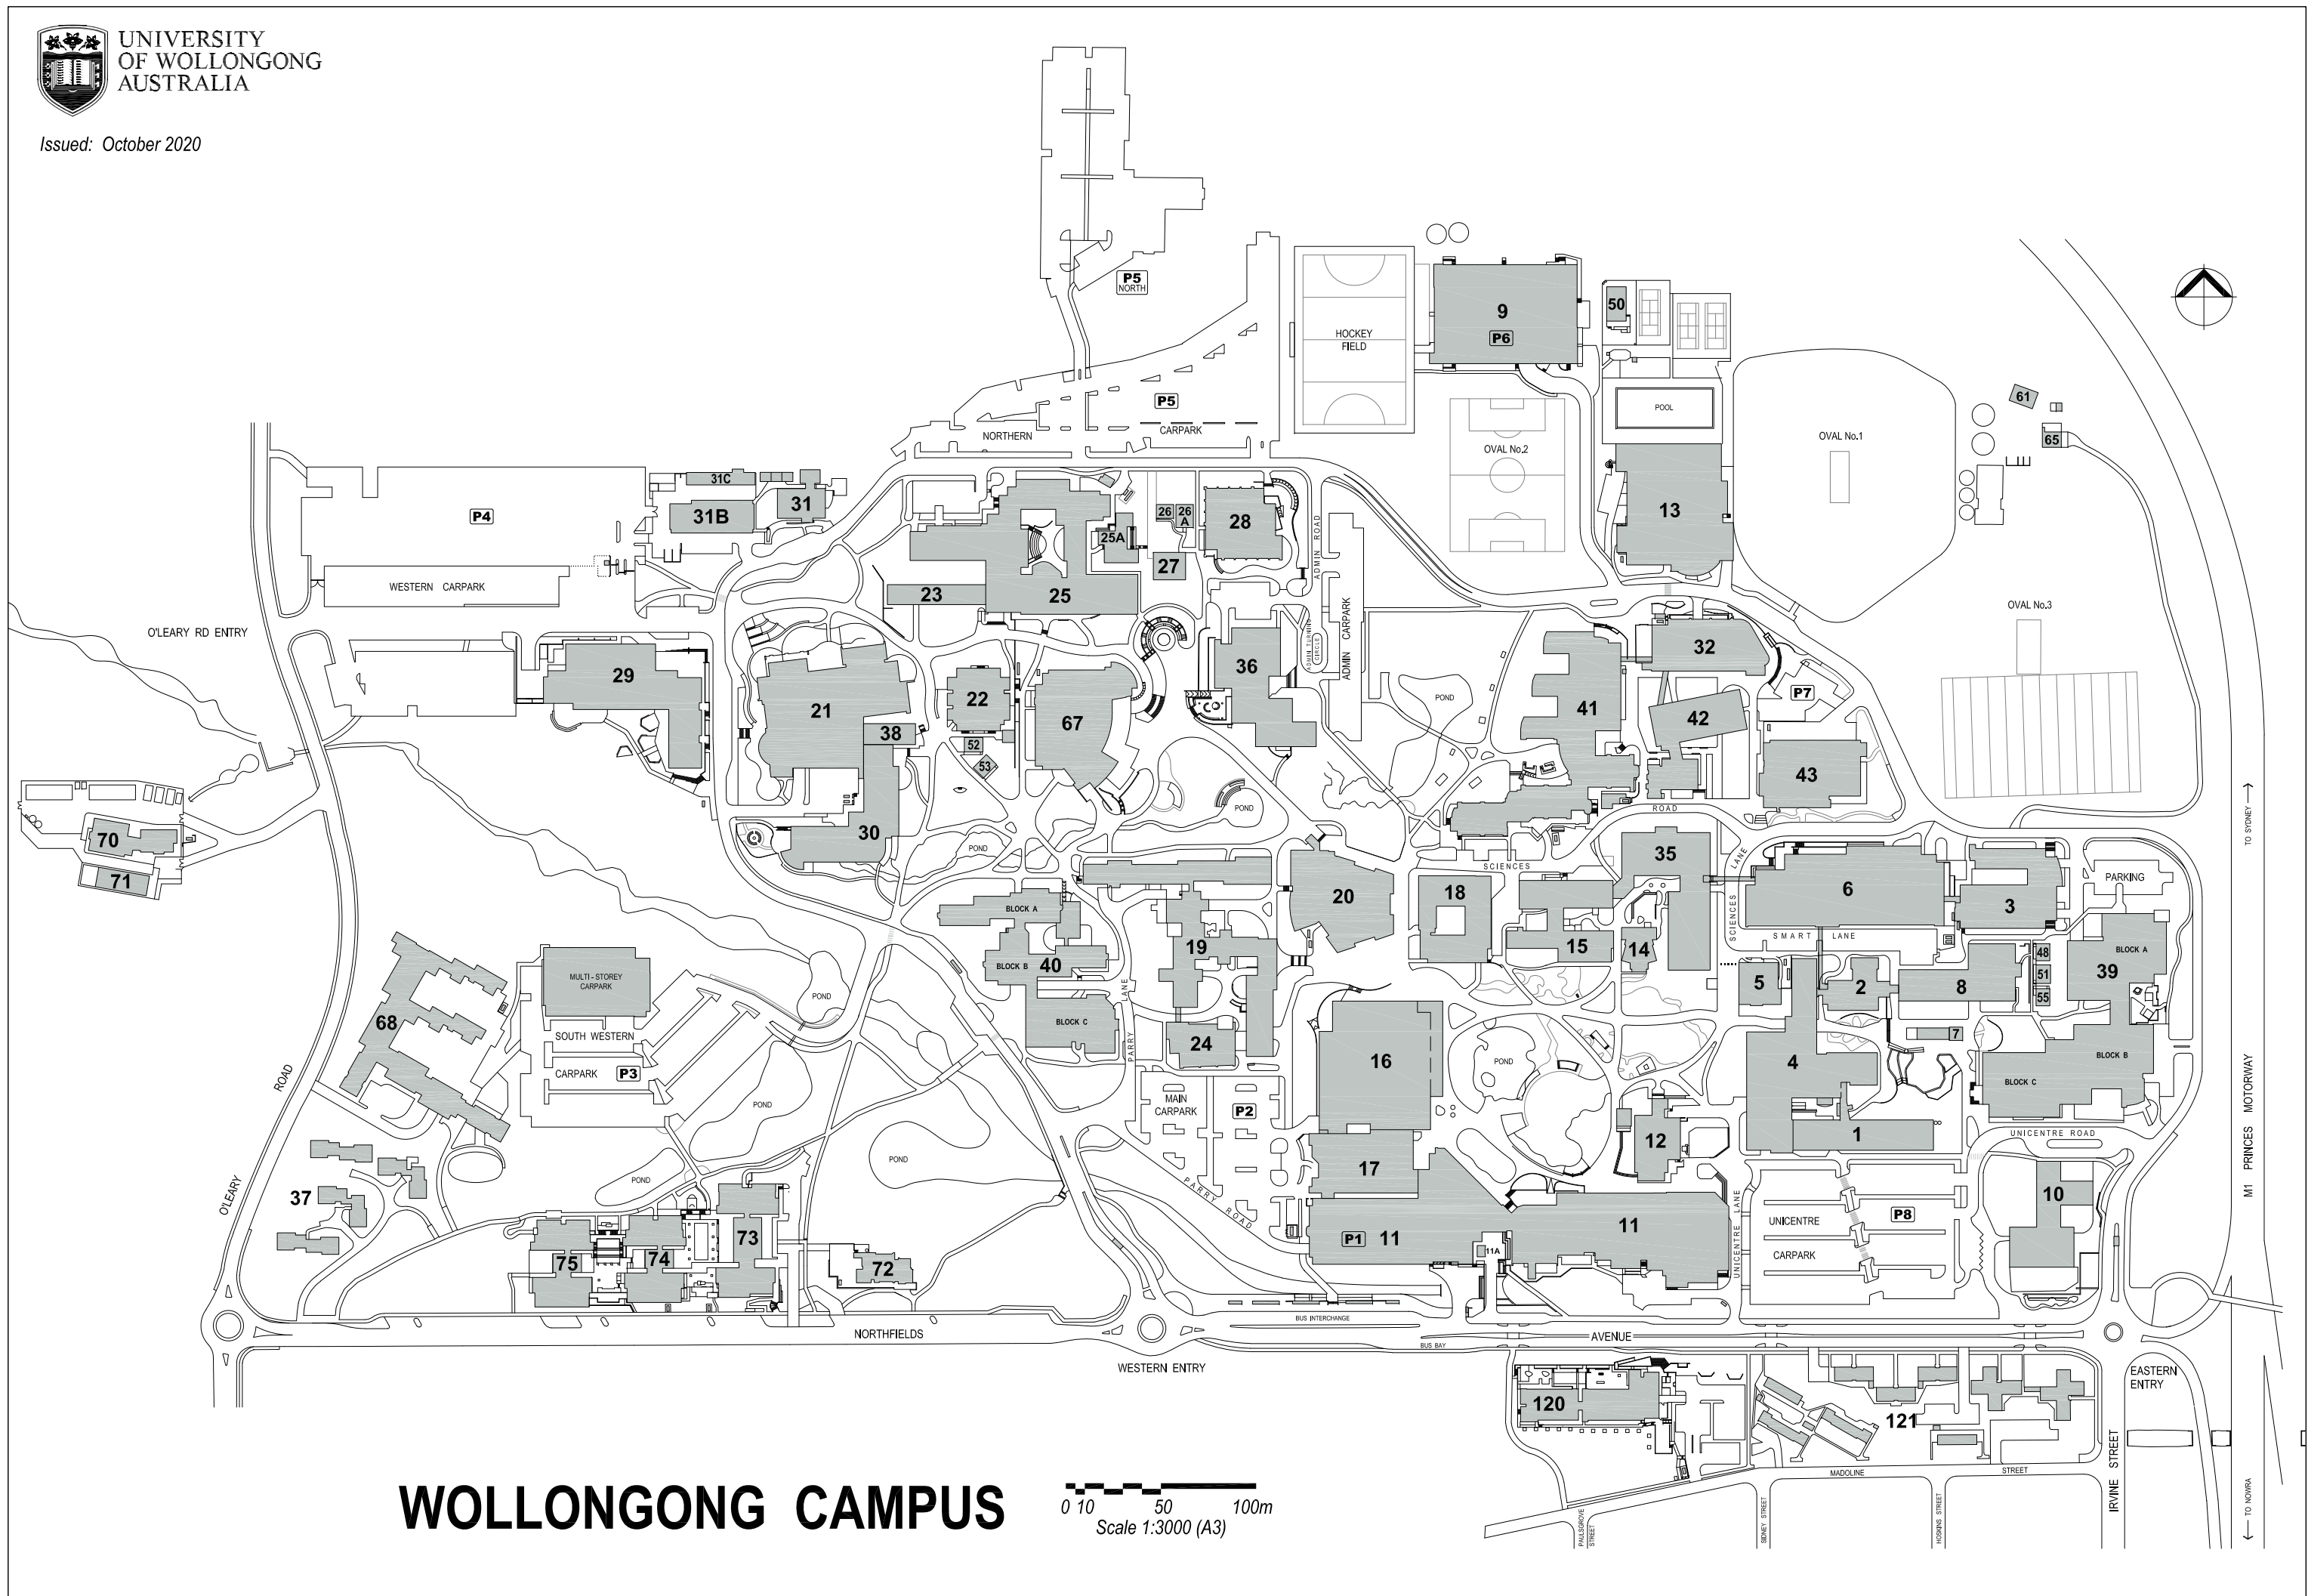 UNIVERSITY
OF WOLLONGONG
AUSTRALIA
Issued: October 2020
P5
NORTH
9
P6
50
HOCKEY
FIELD
P5
NORTHERN
CARPARK
POOL
OVAL No.2
OVAL No.1
61
65
31C
31
31B
P4
26
26
A
28
25A
27
13
ADMIN ROAD
WESTERN CARPARK
23
25
O'LEARY RD ENTRY
OVAL No.3
29
21
22
38
52
53
67
36
ADMIN TURNING
CIRCLE
ADMIN CARPARK
POND
41
32
42
P7
43
TO SYDNEY
70
71
30
POND
POND
ROAD
SCIENCES
35
SCIENCES LANE
6
3
PARKING
20
18
15
14
SMART LANE
BLOCK A
BLOCK B
40
BLOCK C
19
PARRY LANE
24
5
2
8
48
51
55
39
BLOCK A
7
BLOCK B
BLOCK C
MULTI - STOREY
CARPARK
68
SOUTH WESTERN
CARPARK
P3
POND
POND
POND
POND
16
POND
4
MAIN
CARPARK
P2
12
1
UNICENTRE ROAD
17
PARRY ROAD
37
O'LEARY ROAD
75
74
73
72
P1
11
11A
11
UNICENTRE LANE
UNICENTRE
CARPARK
P8
10
M1 PRINCES MOTORWAY
BUS INTERCHANGE
NORTHFIELDS
AVENUE
BUS BAY
WESTERN ENTRY
EASTERN
ENTRY
120
121
MADOLINE STREET
IRVINE STREET
PAULSGROVE
STREET
SIDNEY STREET
HOSKINS STREET
TO NOWRA
WOLLONGONG CAMPUS
0 10 50 100m
Scale 1:3000 (A3)